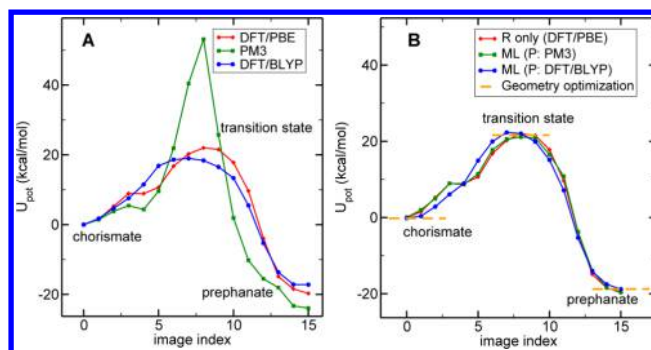 A
DFT/PBE
PM3
DFT/BLYP
transition state
chorismate
prephanate
U_pot (kcal/mol)
40
20
0
-20
0 5 10 15
image index
B
R only (DFT/PBE)
ML (P: PM3)
ML (P: DFT/BLYP)
Geometry optimization
transition state
chorismate
prephanate
U_pot (kcal/mol)
40
20
0
-20
0 5 10 15
image index